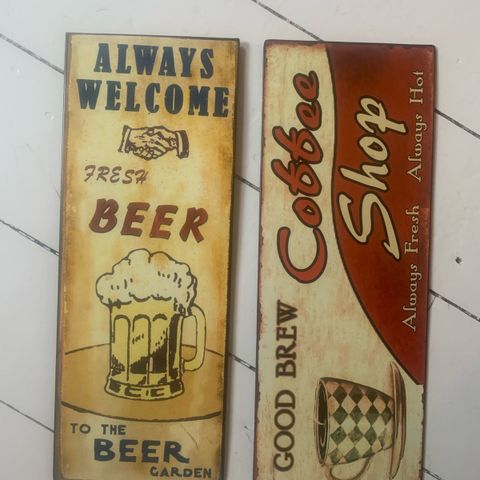 ALWAYS
WELCOME
FRESH
BEER
TO THE
BEER
GARDEN
Coffee
Shop
Always Fresh Always Hot
GOOD BREW